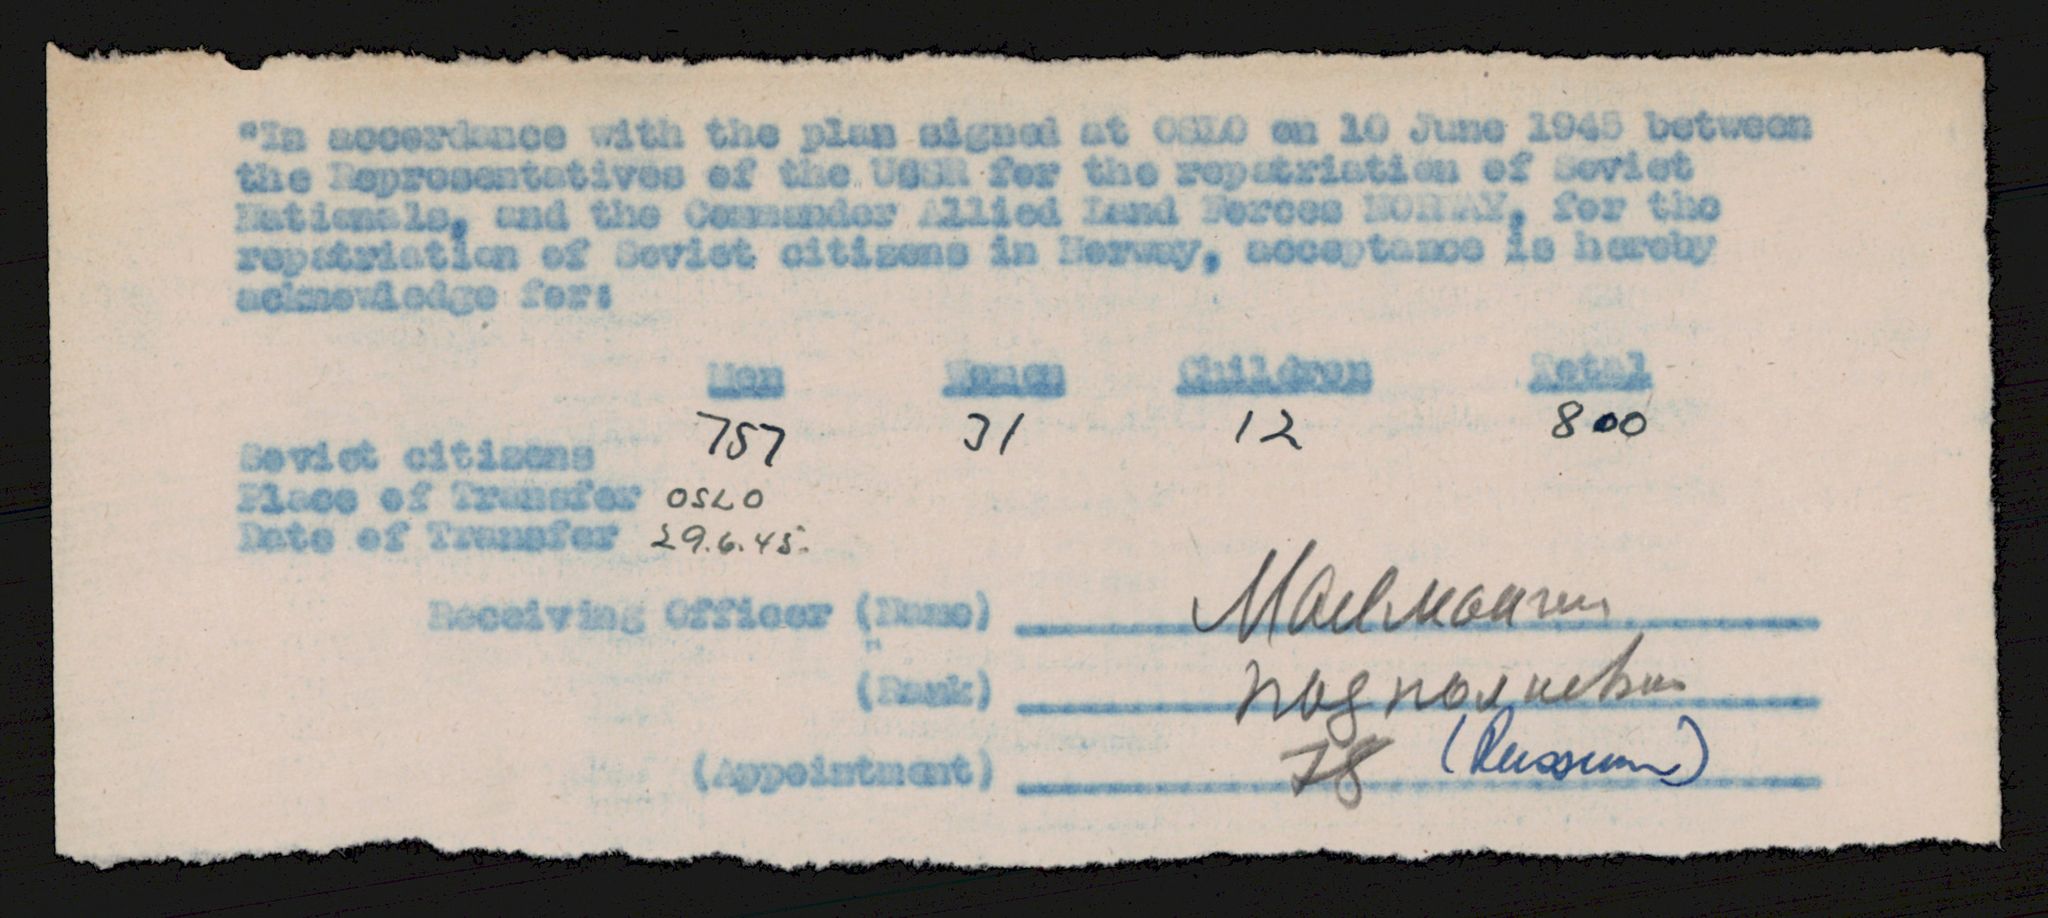 "In accordance with the plan signed at OSLO on 10 June 1945 between
the Representatives of the USSR for the repatriation of Soviet
Nationals, and the Commander Allied Land Forces NORWAY, for the
repatriation of Soviet citizens in Norway, acceptance is hereby
acknowledge for:
Men Women Children Total
757 31 12 800
Soviet citizens
Place of Transfer OSLO
Date of Transfer 29.6.45.
Receiving Officer (Name)
"
(Rank) подполковник
(Appointment) (Russian)